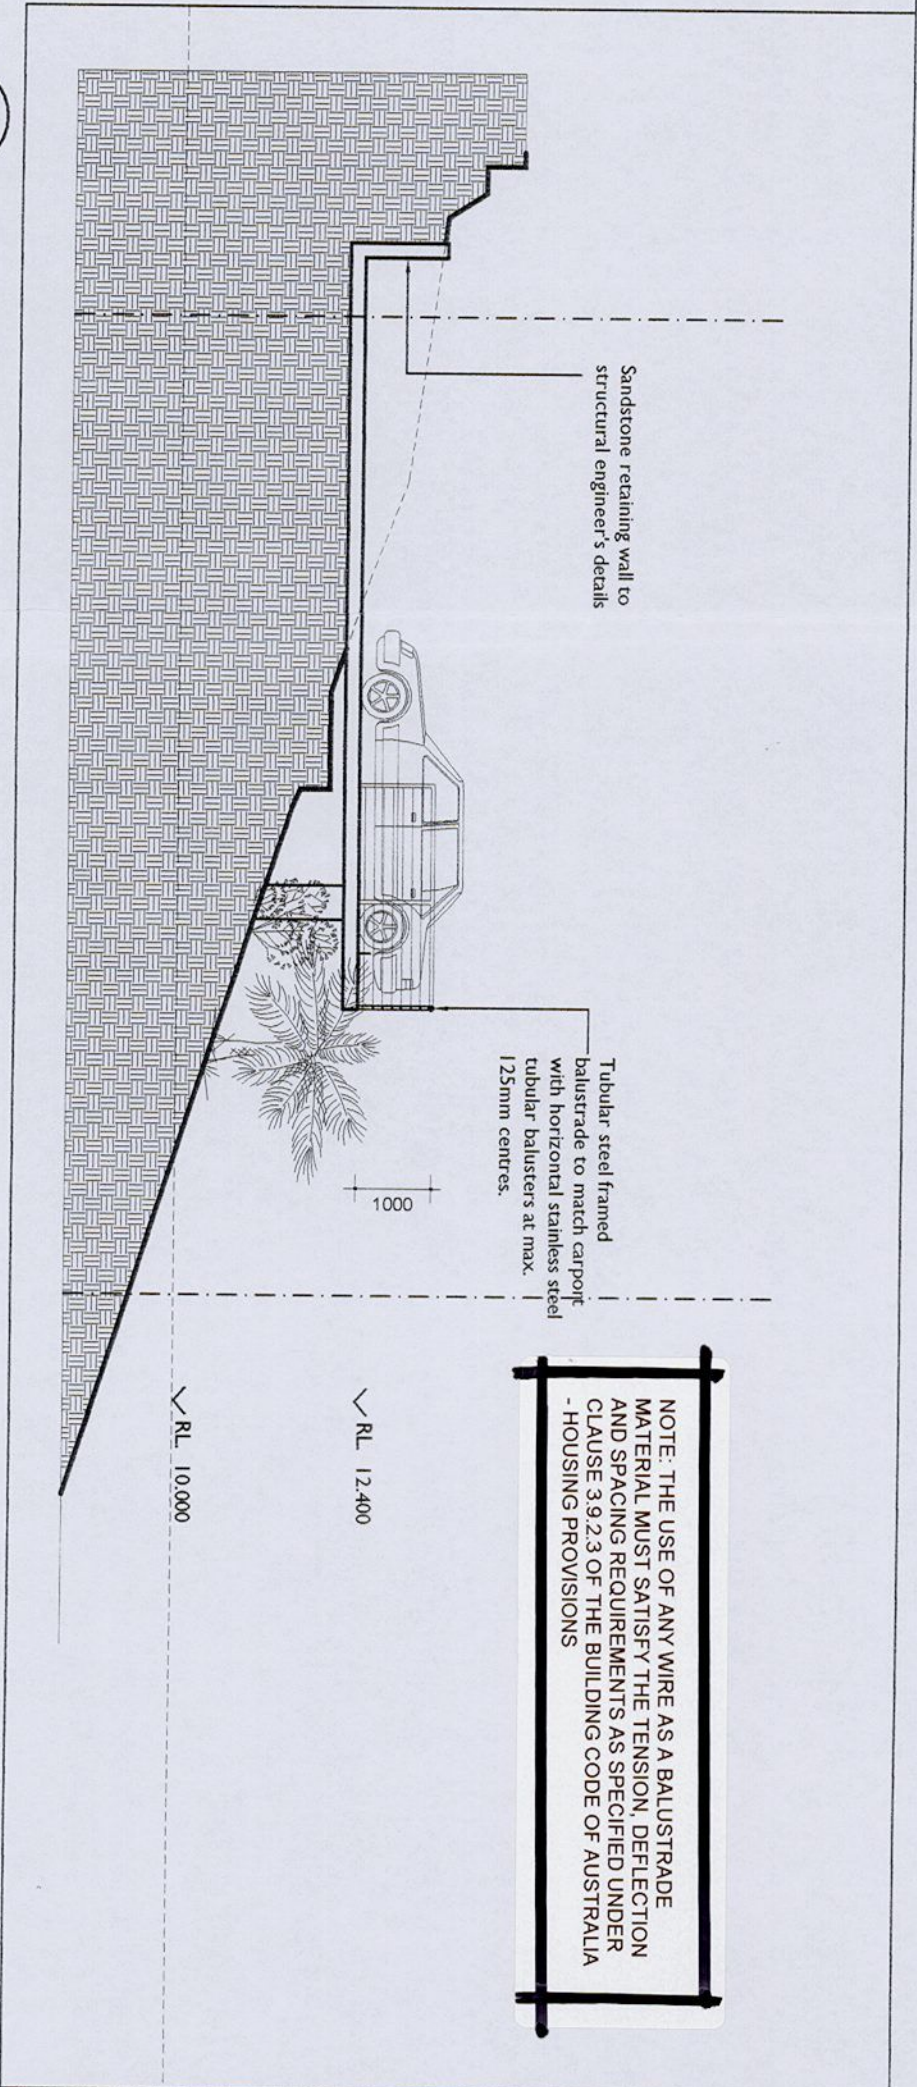 Sandstone retaining wall to
structural engineer's details
Tubular steel framed
balustrade to match carport
with horizontal stainless steel
tubular balusters at max.
125mm centres.
1000
RL 12.400
RL 10.000
NOTE: THE USE OF ANY WIRE AS A BALUSTRADE
MATERIAL MUST SATISFY THE TENSION, DEFLECTION
AND SPACING REQUIREMENTS AS SPECIFIED UNDER
CLAUSE 3.9.2.3 OF THE BUILDING CODE OF AUSTRALIA
- HOUSING PROVISIONS